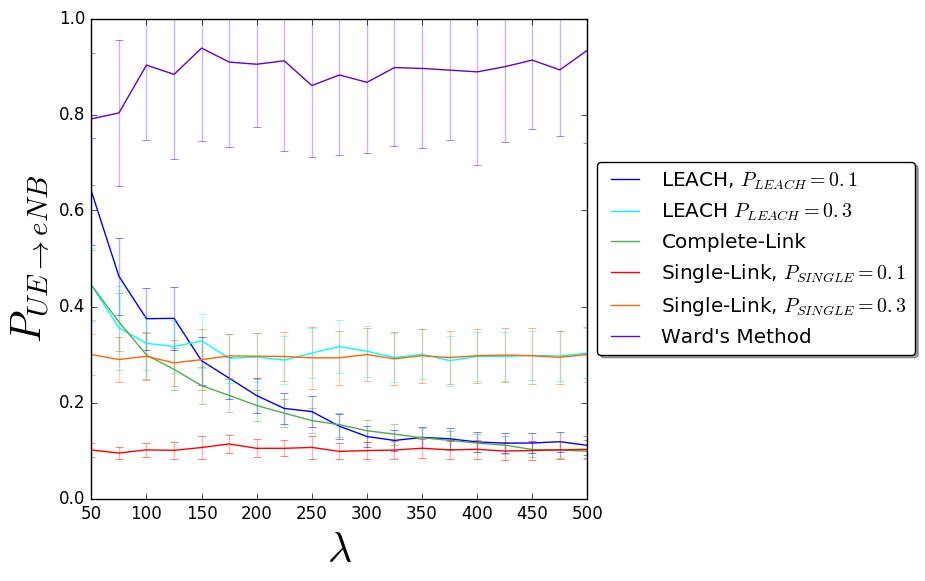 1.0
0.8
0.6
0.4
0.2
0.0
P_{UE→eNB}
50 100 150 200 250 300 350 400 450 500
λ
LEACH, P_{LEACH} = 0.1
LEACH P_{LEACH} = 0.3
Complete-Link
Single-Link, P_{SINGLE} = 0.1
Single-Link, P_{SINGLE} = 0.3
Ward's Method